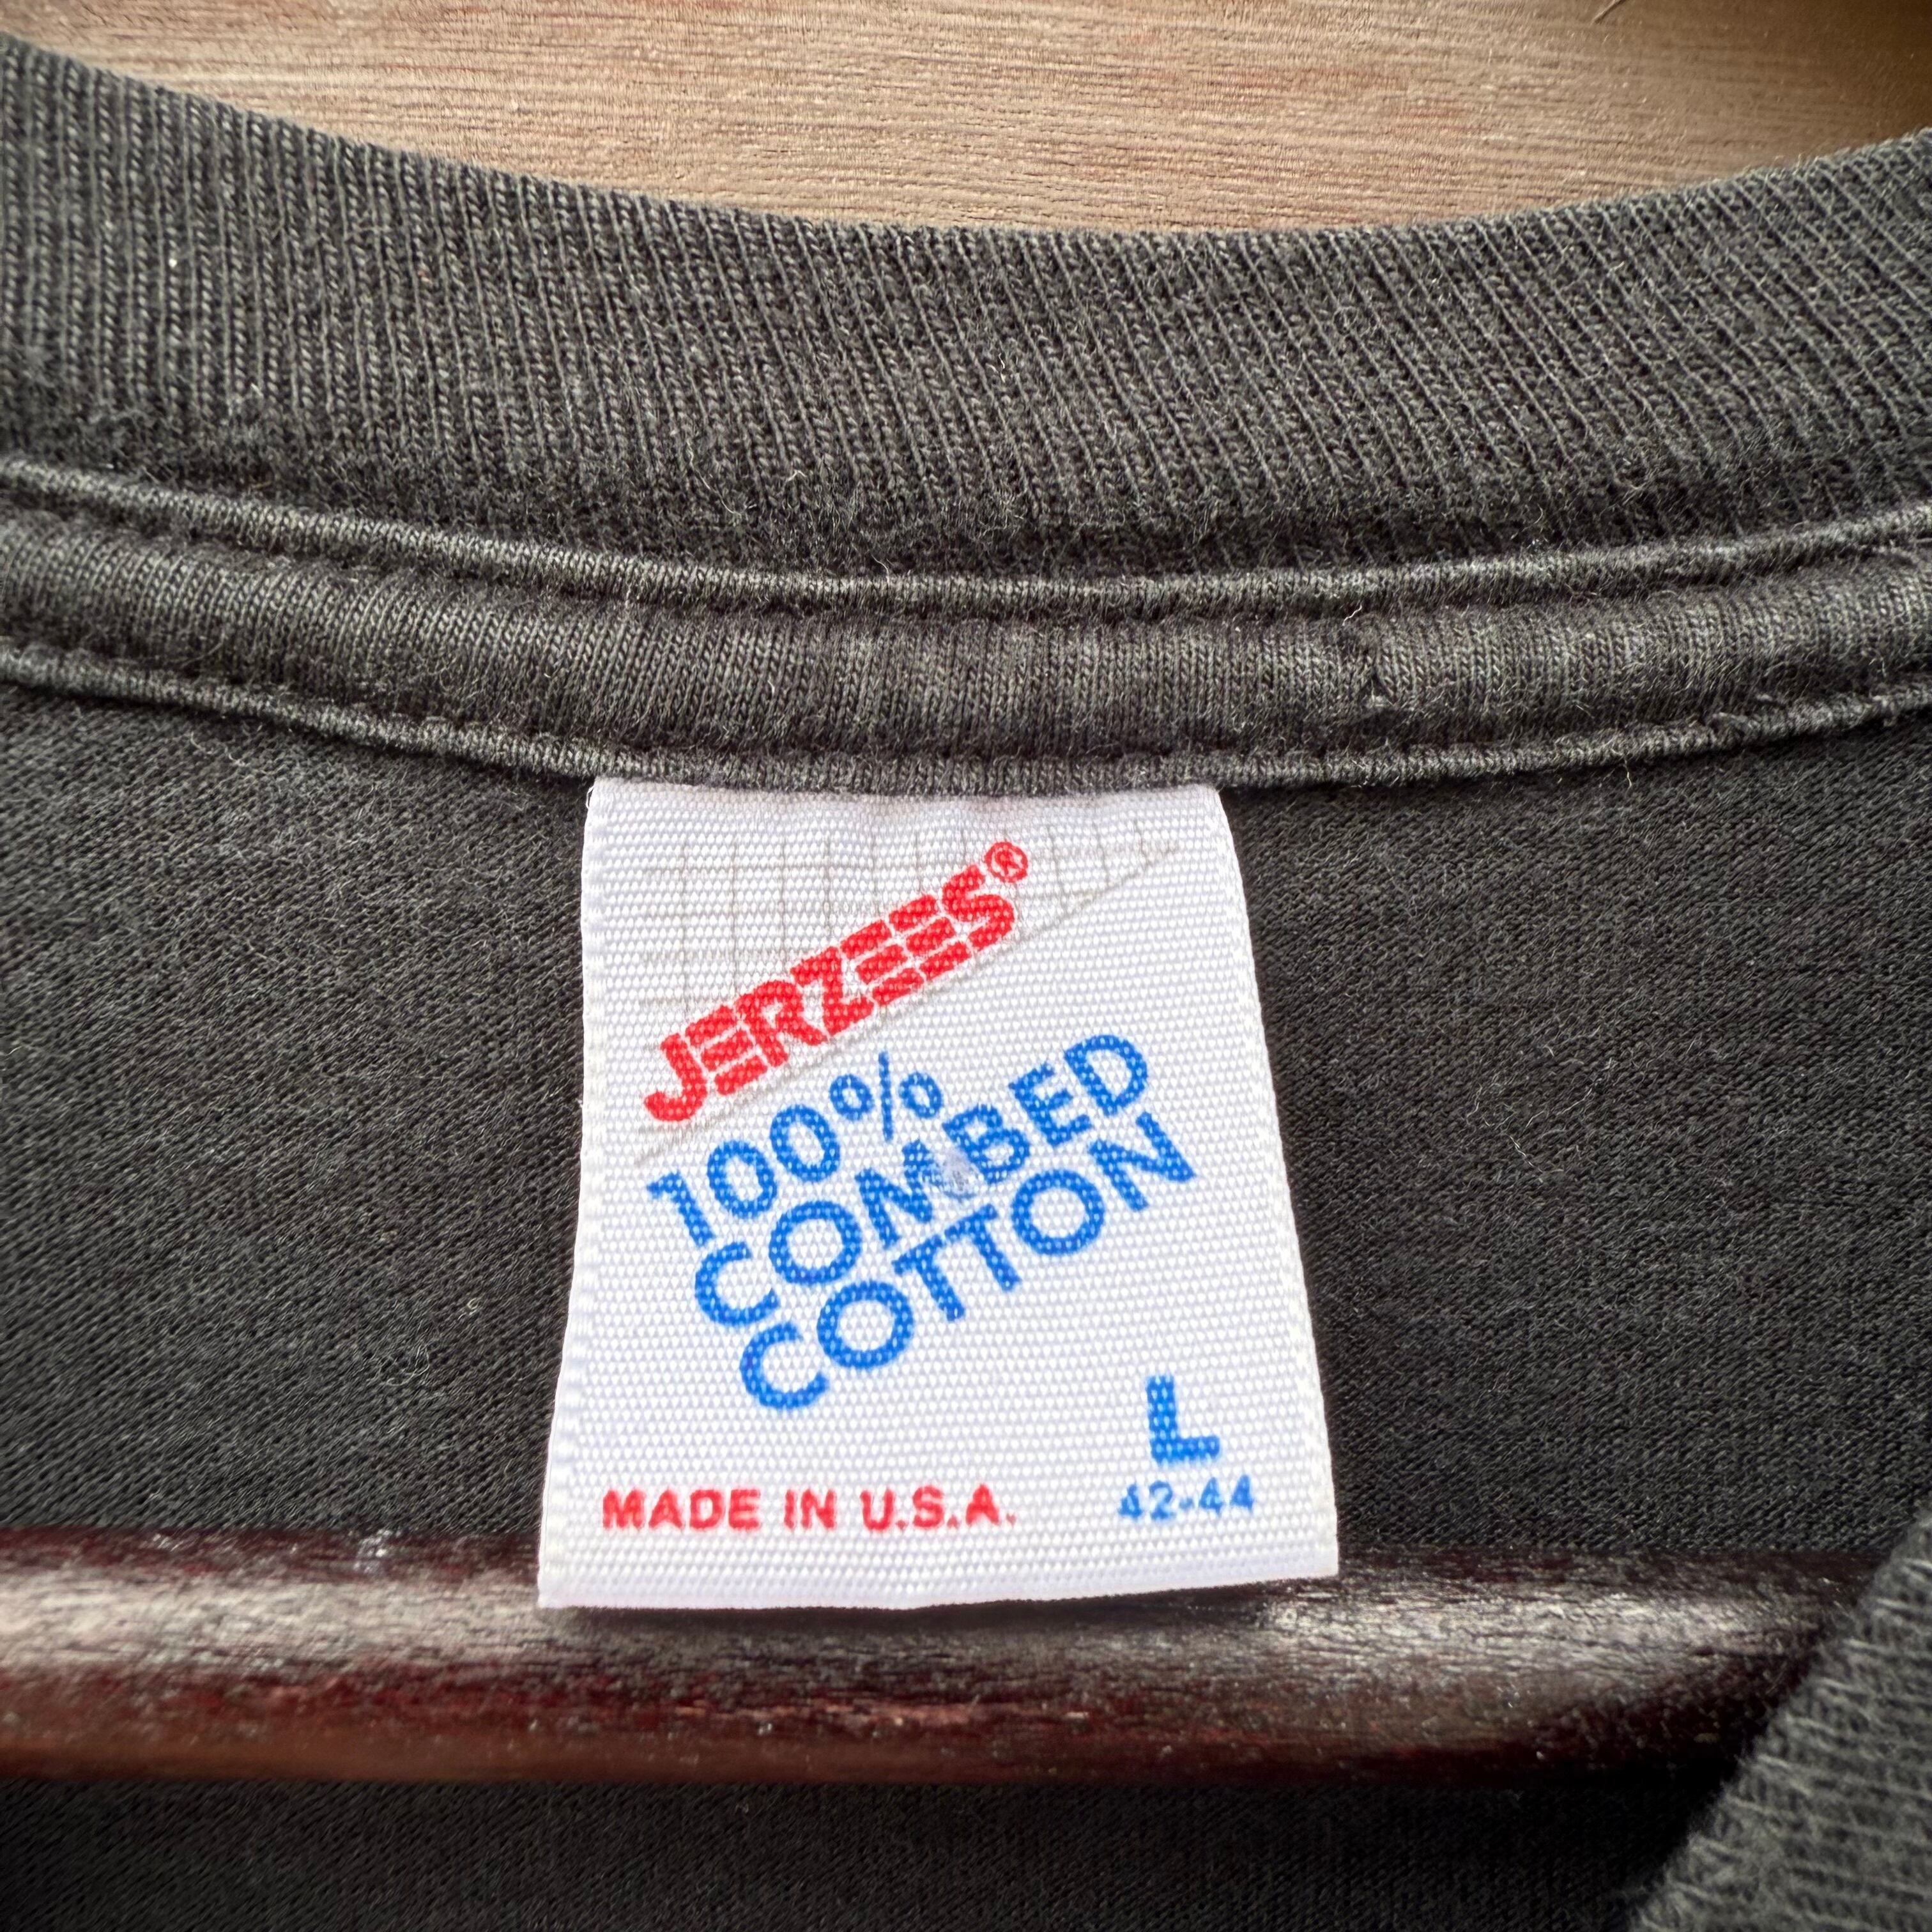 JERZEES®
100%
COMBED
COTTON
L
MADE IN U.S.A. 42-44